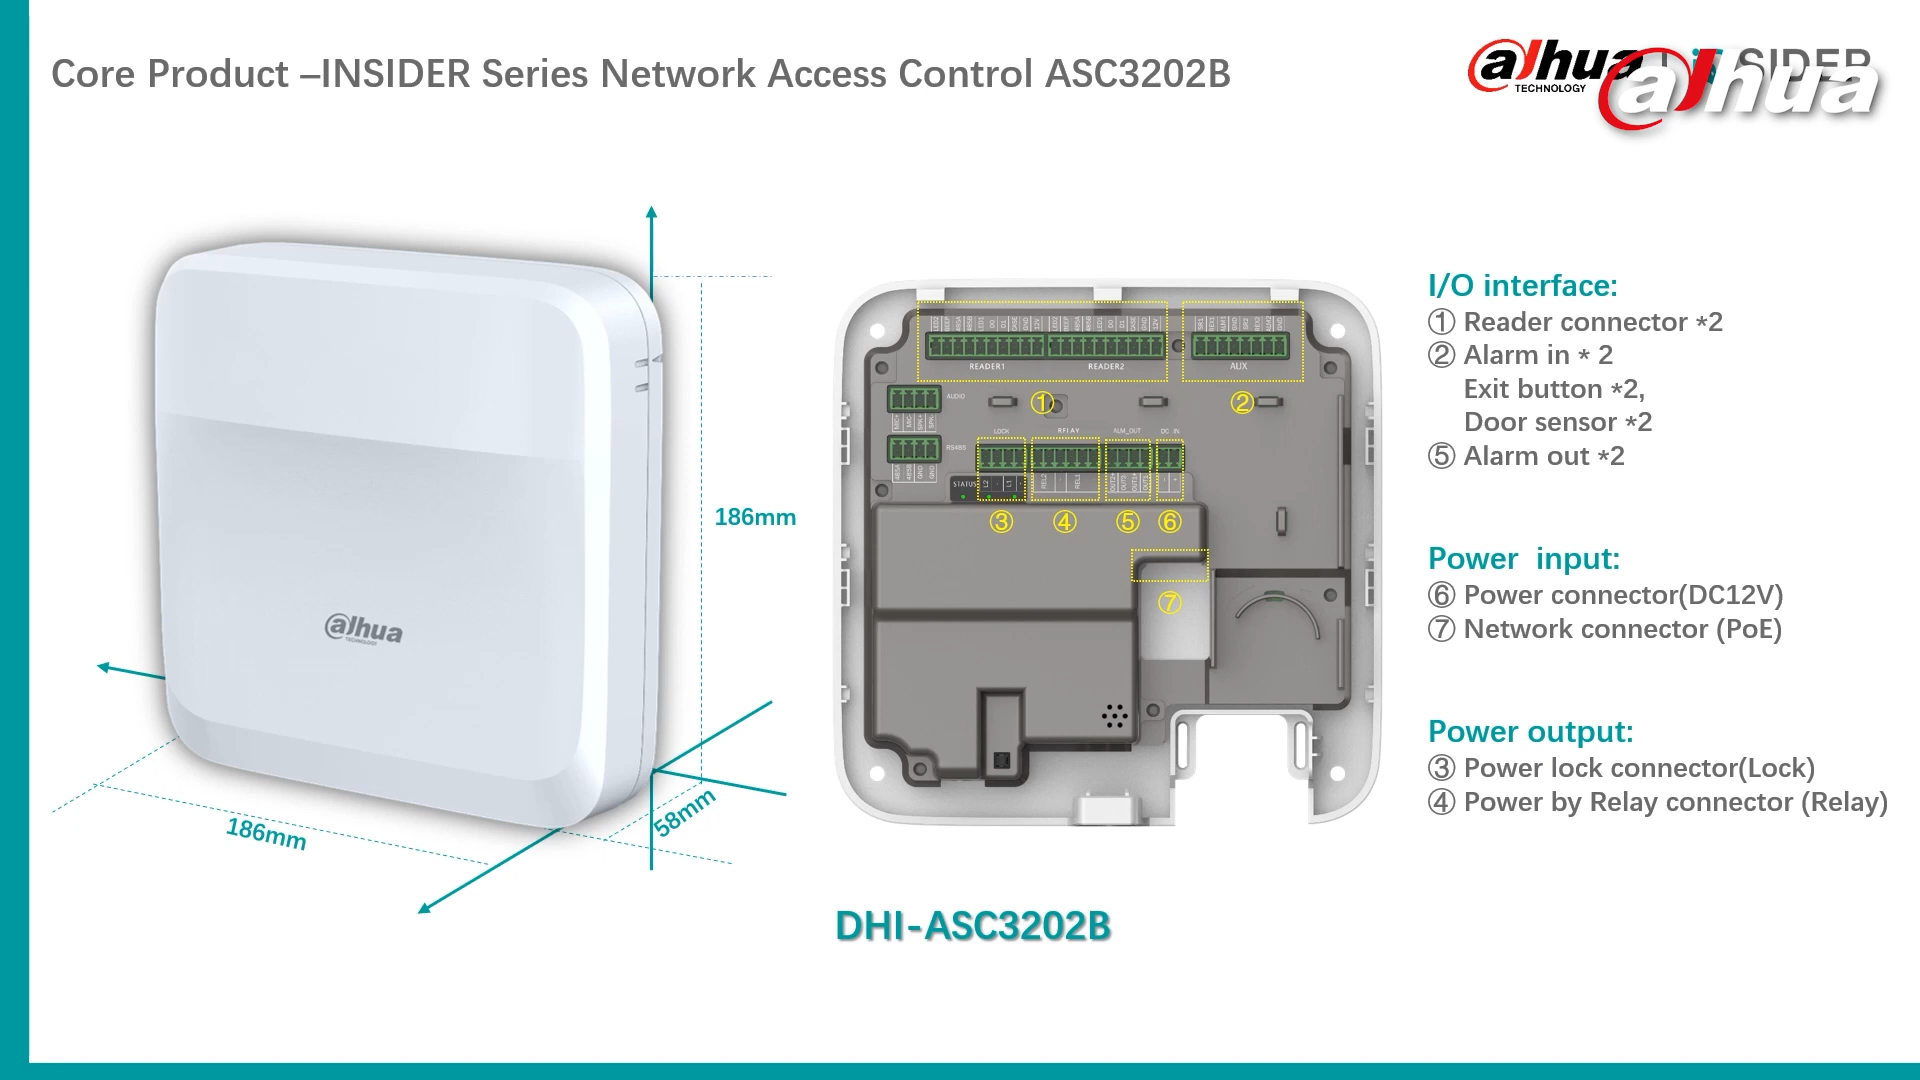 Core Product –INSIDER Series Network Access Control ASC3202B
alhua
TECHNOLOGY
SIDER
alhua
186mm
186mm
58mm
alhua
TECHNOLOGY
READER1
READER2
AUX
AUDIO
RS485
LOCK
ALM_OUT
DC IN
STATUS
①
②
③
④
⑤
⑥
⑦
DHI-ASC3202B
I/O interface:
① Reader connector *2
② Alarm in * 2
Exit button *2,
Door sensor *2
⑤ Alarm out *2
Power input:
⑥ Power connector(DC12V)
⑦ Network connector (PoE)
Power output:
③ Power lock connector(Lock)
④ Power by Relay connector (Relay)